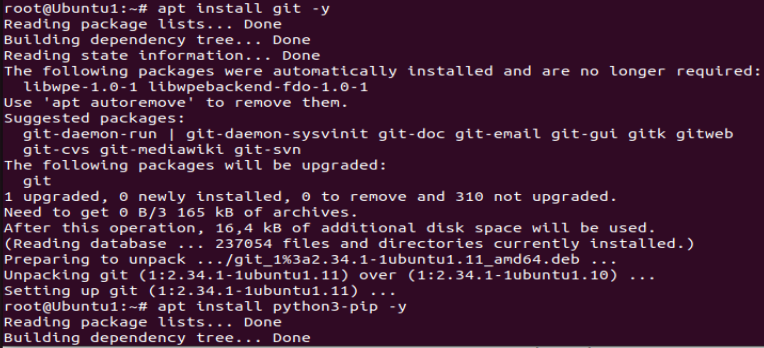 root@Ubuntu1:~# apt install git -y
Reading package lists... Done
Building dependency tree... Done
Reading state information... Done
The following packages were automatically installed and are no longer required:
  libwpe-1.0-1 libwpebackend-fdo-1.0-1
Use 'apt autoremove' to remove them.
Suggested packages:
  git-daemon-run | git-daemon-sysvinit git-doc git-email git-gui gitk gitweb
  git-cvs git-mediawiki git-svn
The following packages will be upgraded:
  git
1 upgraded, 0 newly installed, 0 to remove and 310 not upgraded.
Need to get 0 B/3 165 kB of archives.
After this operation, 16,4 kB of additional disk space will be used.
(Reading database ... 237054 files and directories currently installed.)
Preparing to unpack .../git_1%3a2.34.1-1ubuntu1.11_amd64.deb ...
Unpacking git (1:2.34.1-1ubuntu1.11) over (1:2.34.1-1ubuntu1.10) ...
Setting up git (1:2.34.1-1ubuntu1.11) ...
root@Ubuntu1:~# apt install python3-pip -y
Reading package lists... Done
Building dependency tree... Done